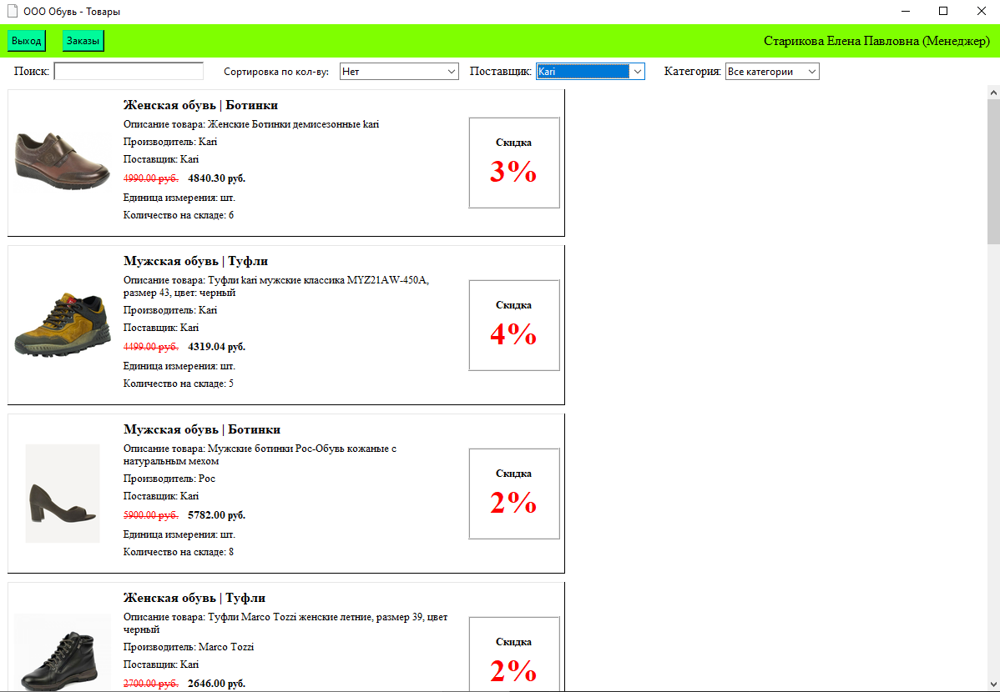 ООО Обувь - Товары
Выход
Заказы
Старикова Елена Павловна (Менеджер)
Поиск:
Сортировка по кол-ву:
Нет
Поставщик:
Kari
Категория:
Все категории
Женская обувь | Ботинки
Описание товара: Женские Ботинки демисезонные kari
Производитель: Kari
Поставщик: Kari
4990.00 руб. 4840.30 руб.
Единица измерения: шт.
Количество на складе: 6
Скидка
3%
Мужская обувь | Туфли
Описание товара: Туфли kari мужские классика MYZ21AW-450A,
размер 43, цвет: черный
Производитель: Kari
Поставщик: Kari
4499.00 руб. 4319.04 руб.
Единица измерения: шт.
Количество на складе: 5
Скидка
4%
Мужская обувь | Ботинки
Описание товара: Мужские ботинки Рос-Обувь кожаные с
натуральным мехом
Производитель: Рос
Поставщик: Kari
5900.00 руб. 5782.00 руб.
Единица измерения: шт.
Количество на складе: 8
Скидка
2%
Женская обувь | Туфли
Описание товара: Туфли Marco Tozzi женские летние, размер 39, цвет
черный
Производитель: Marco Tozzi
Поставщик: Kari
2700.00 руб. 2646.00 руб.
Скидка
2%